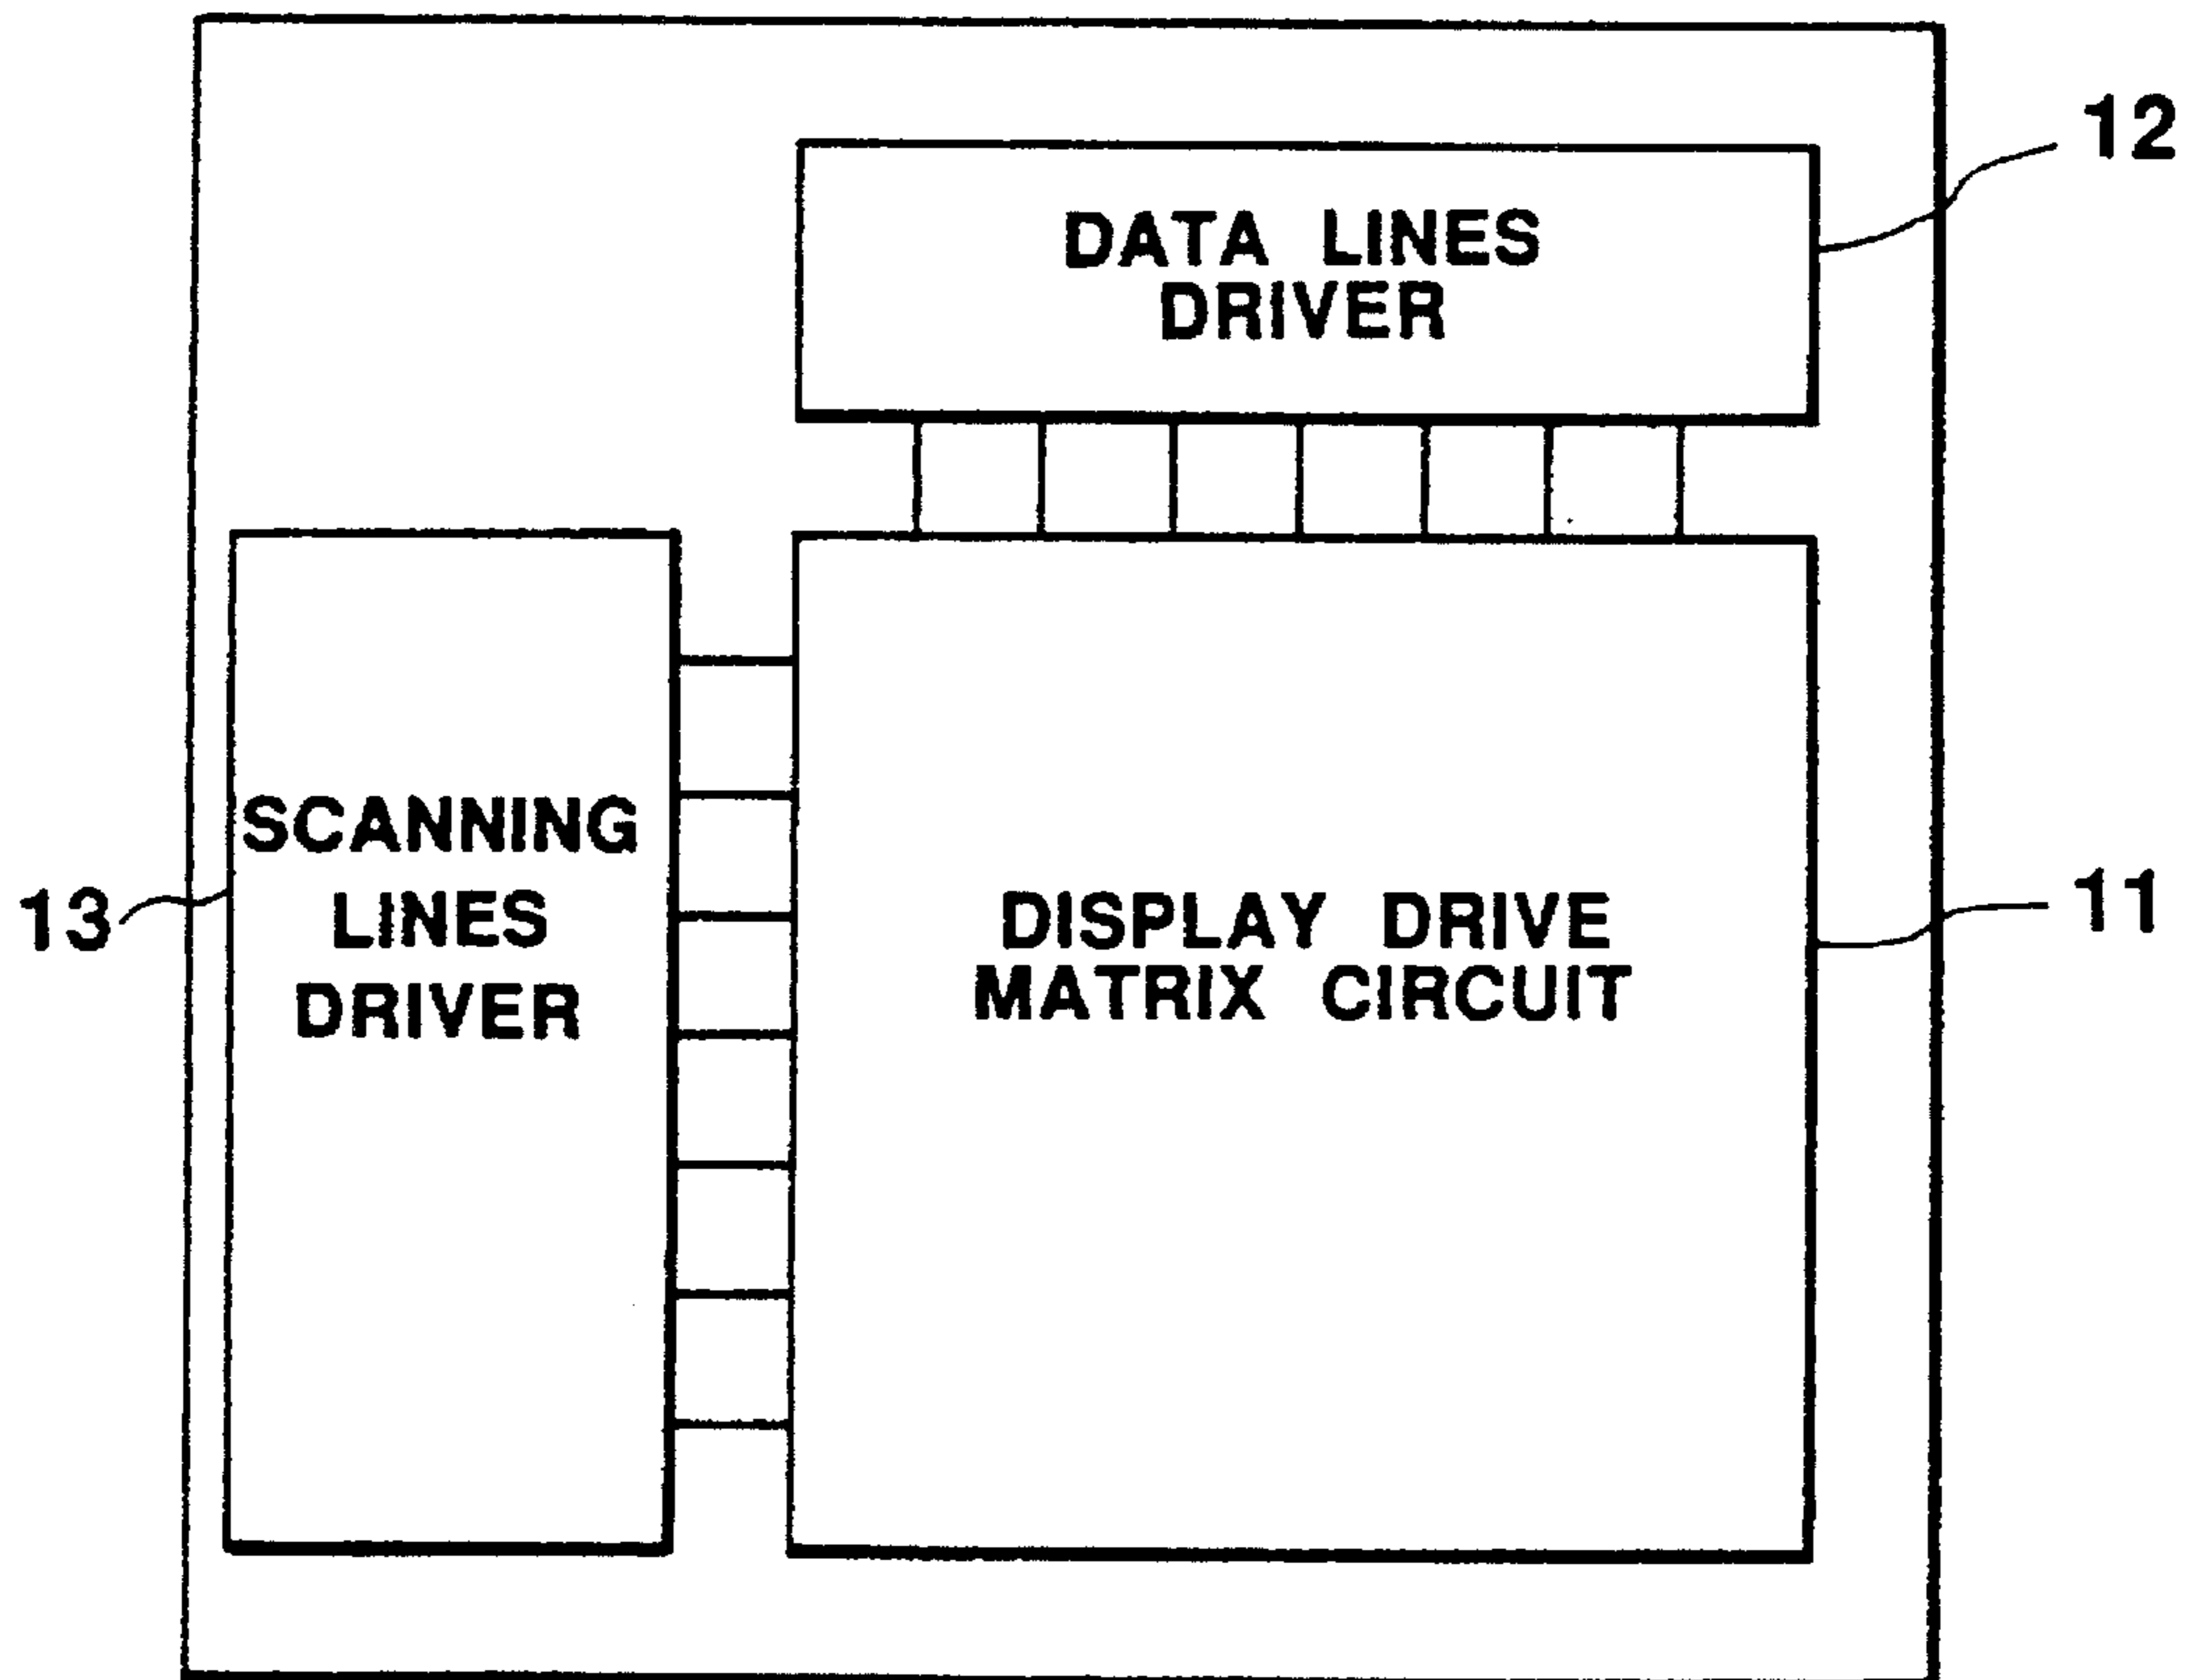 12
DATA LINES
DRIVER
SCANNING
LINES
DRIVER
13
DISPLAY DRIVE
MATRIX CIRCUIT
11